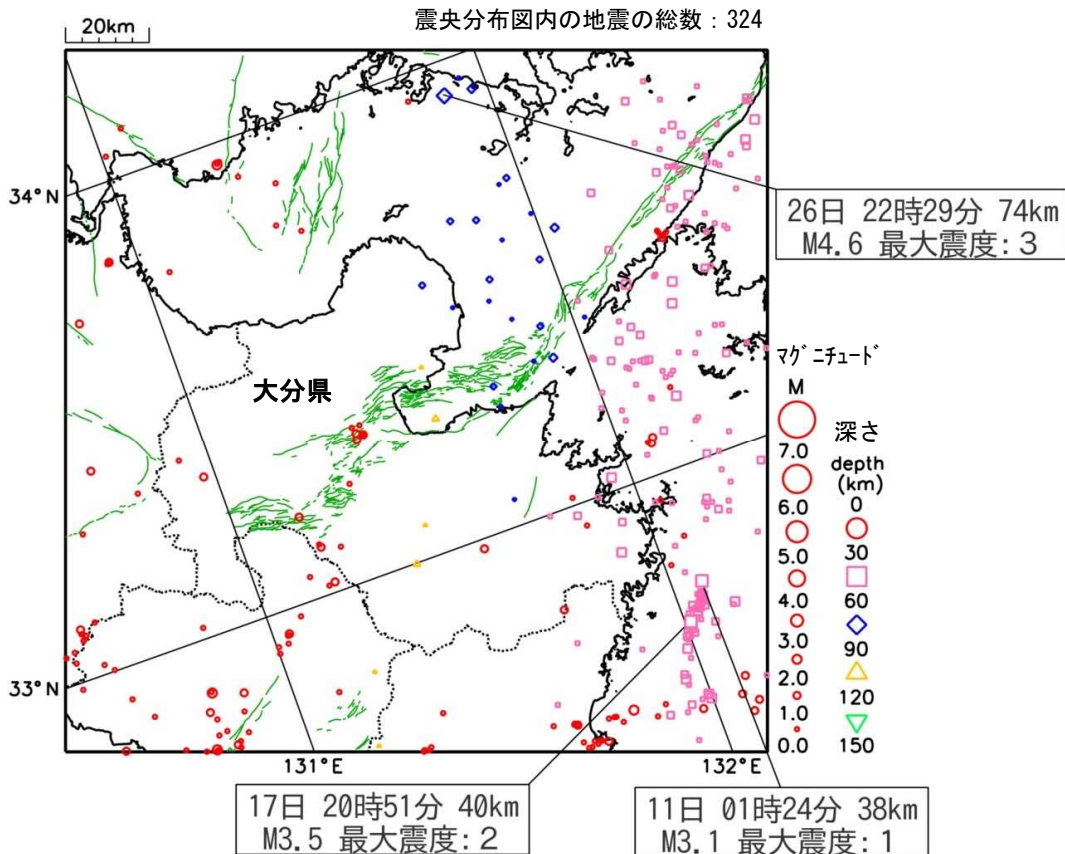 震央分布図内の地震の総数：324
20km
34°N
26日 22時29分 74km
M4.6 最大震度：3
大分県
マグニチュード
M
7.0
6.0
5.0
4.0
3.0
2.0
1.0
0.0
深さ
depth
(km)
0
30
60
90
120
150
33°N
131°E
132°E
17日 20時51分 40km
M3.5 最大震度：2
11日 01時24分 38km
M3.1 最大震度：1